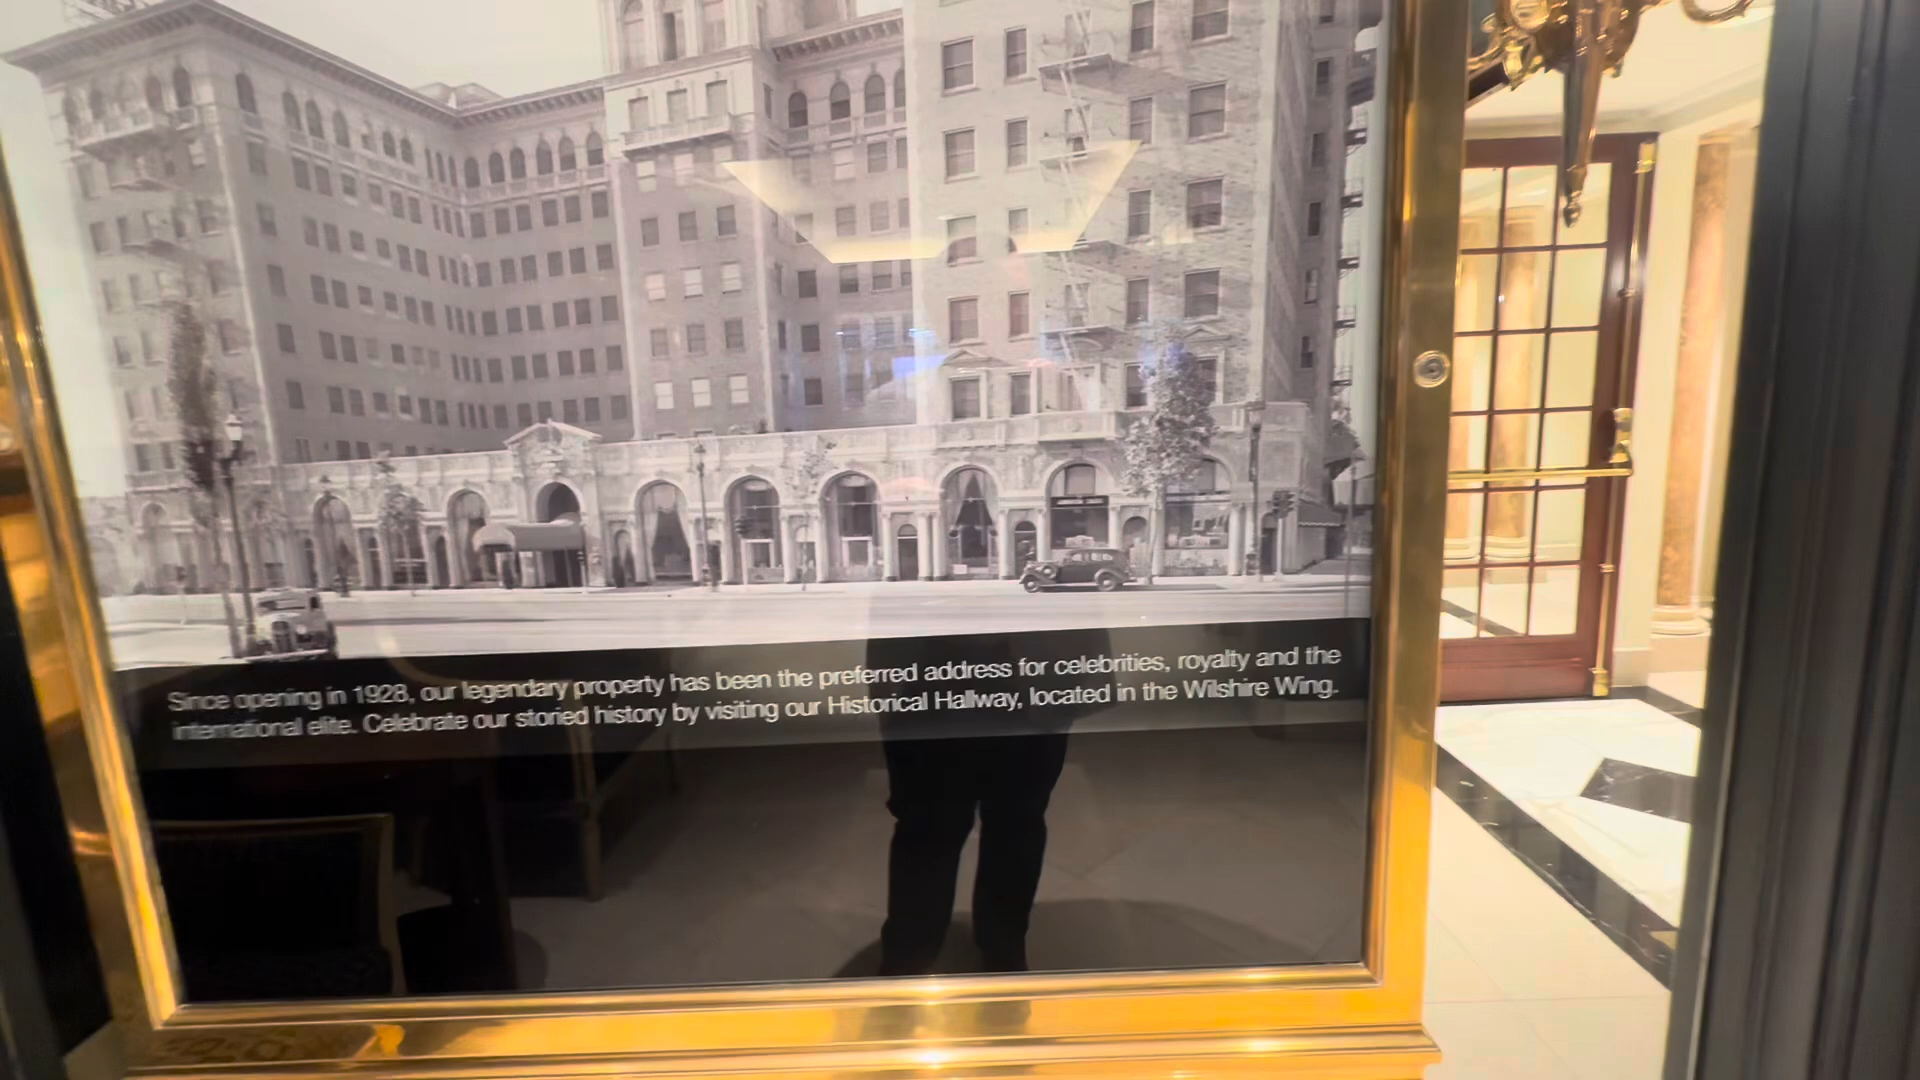 Since opening in 1928, our legendary property has been the preferred address for celebrities, royalty and the
international elite. Celebrate our storied history by visiting our Historical Hallway, located in the Wilshire Wing.